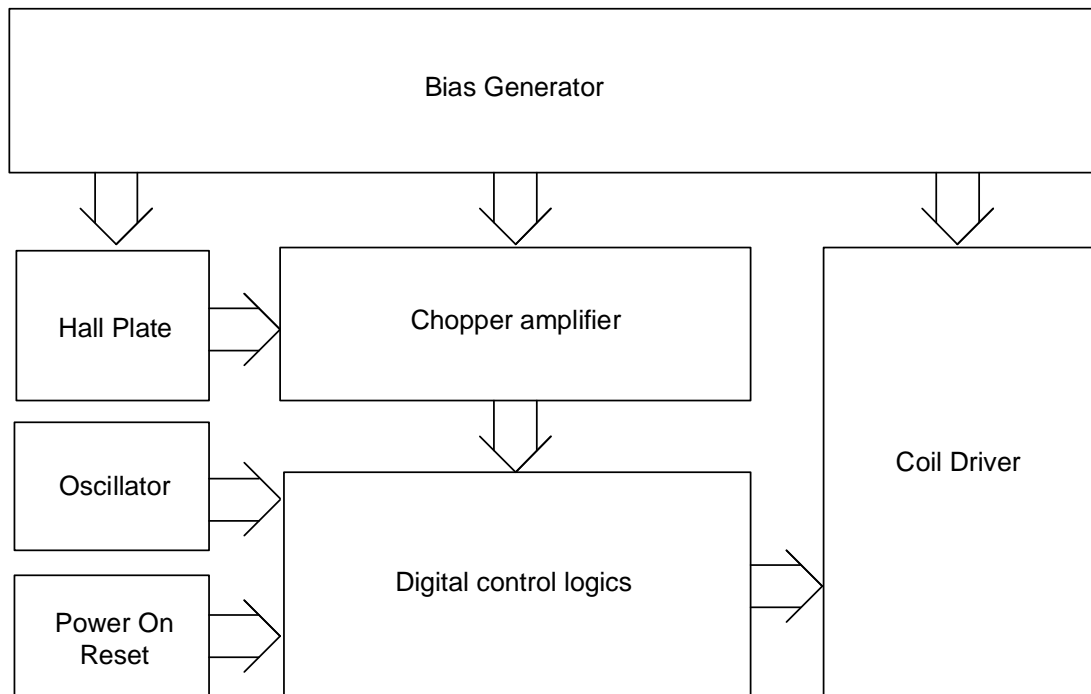 Bias Generator
Hall Plate
Chopper amplifier
Oscillator
Coil Driver
Digital control logics
Power On
Reset